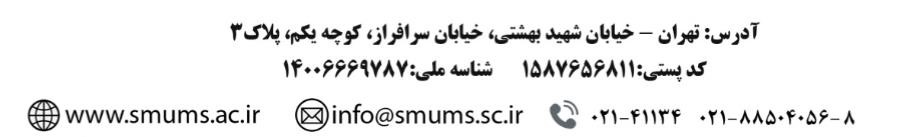 آدرس: تهران – خیابان شهید بهشتی، خیابان سرافراز، کوچه یکم، پلاک۳
کد پستی:۱۵۸۷۶۵۶۸۱۱ شناسه ملی:۱۴۰۰۶۶۶۹۷۸۷
www.smums.ac.ir info@smums.sc.ir ۰۲۱-۴۱۱۳۴ ۰۲۱-۸۸۵۰۴۰۵۶-۸